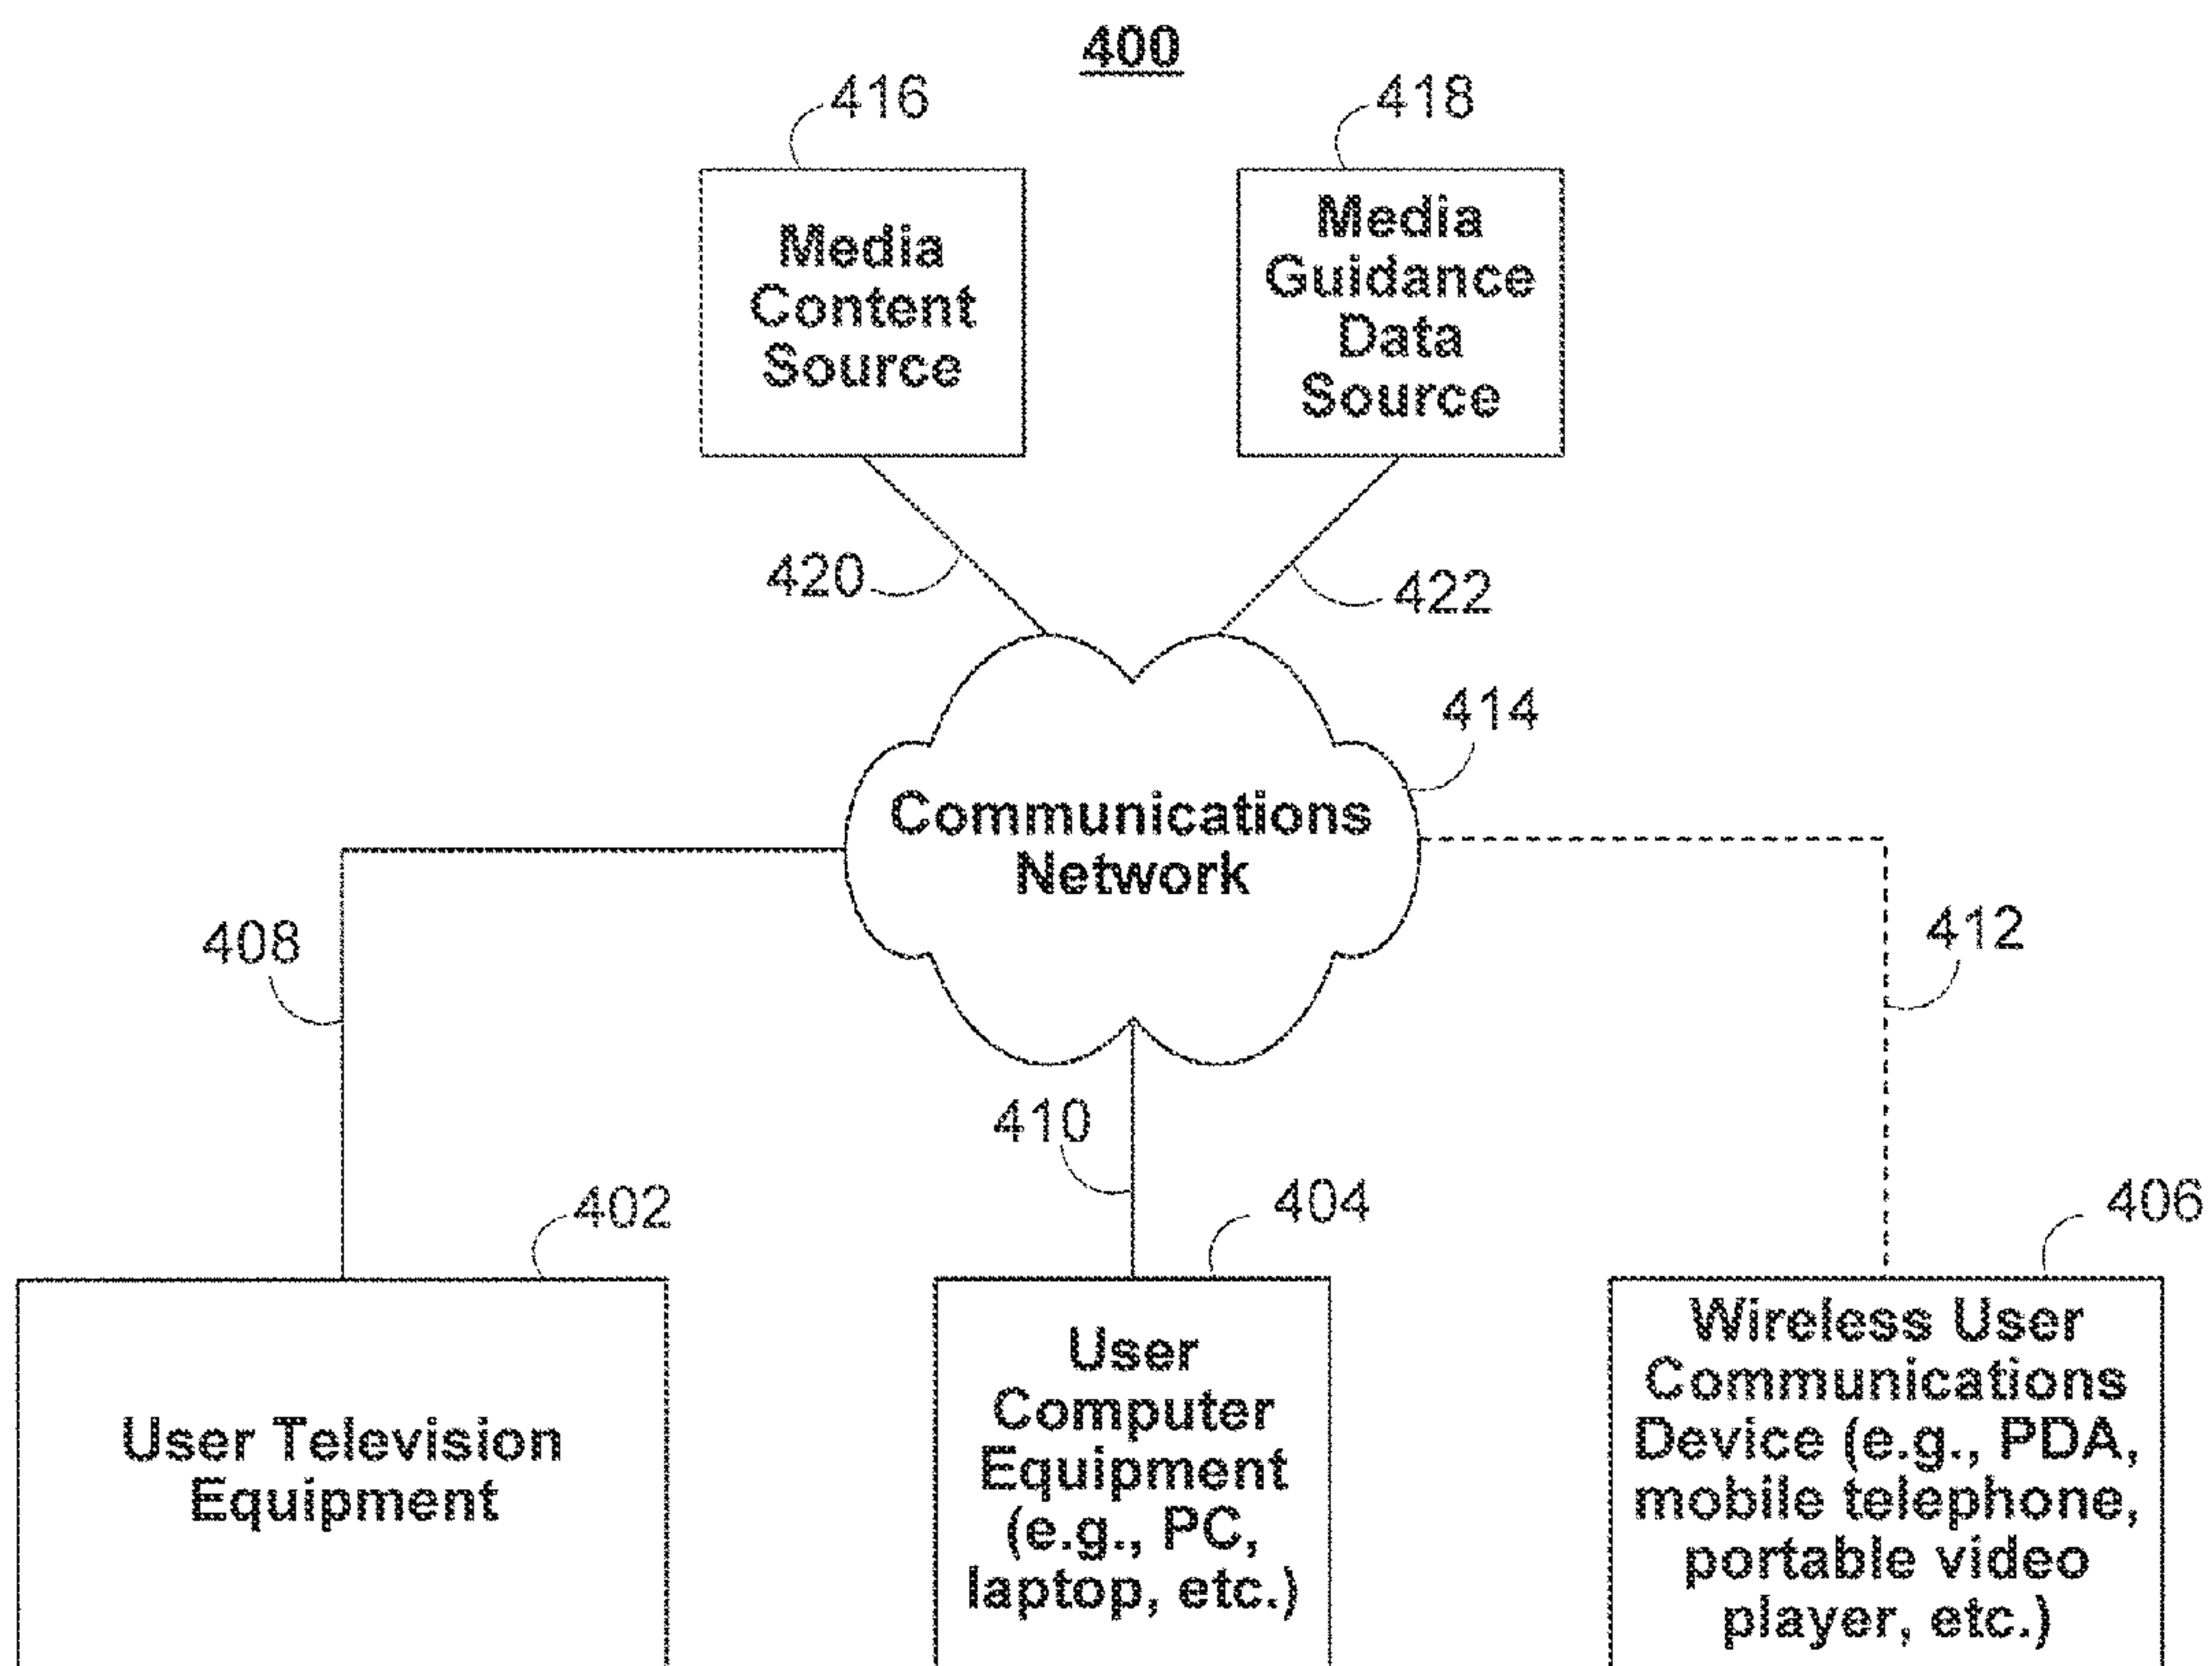 400
416
418
Media
Content
Source
Media
Guidance
Data
Source
420
422
414
Communications
Network
408
412
410
402
404
406
User Television
Equipment
User
Computer
Equipment
(e.g., PC,
laptop, etc.)
Wireless User
Communications
Device (e.g., PDA,
mobile telephone,
portable video
player, etc.)